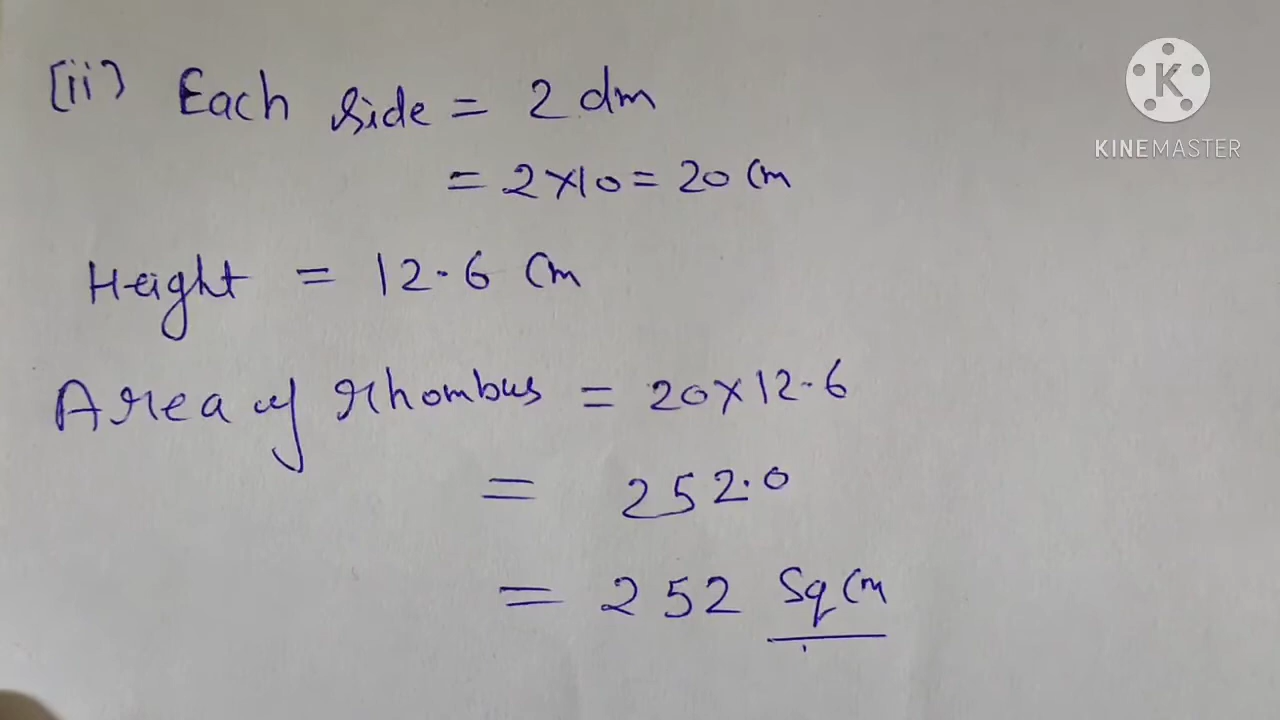 (ii) Each side = 2 dm
= 2×10 = 20 cm
Height = 12.6 cm
Area of rhombus = 20×12.6
= 252.0
= 252 Sq cm
K
KINEMASTER